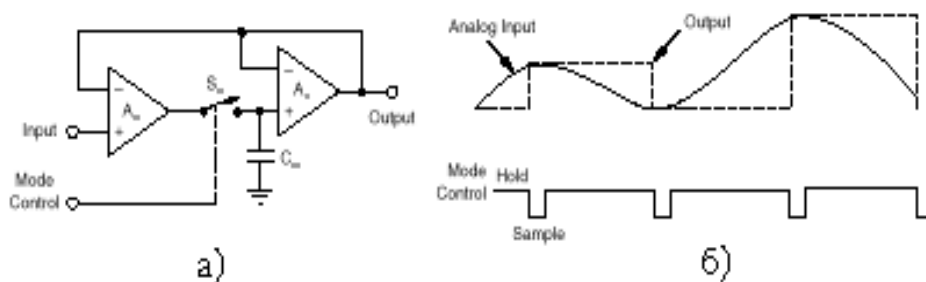 Input
Mode
Control
A
S
A
C
Output
а)
Analog Input
Output
Mode
Control
Hold
Sample
б)